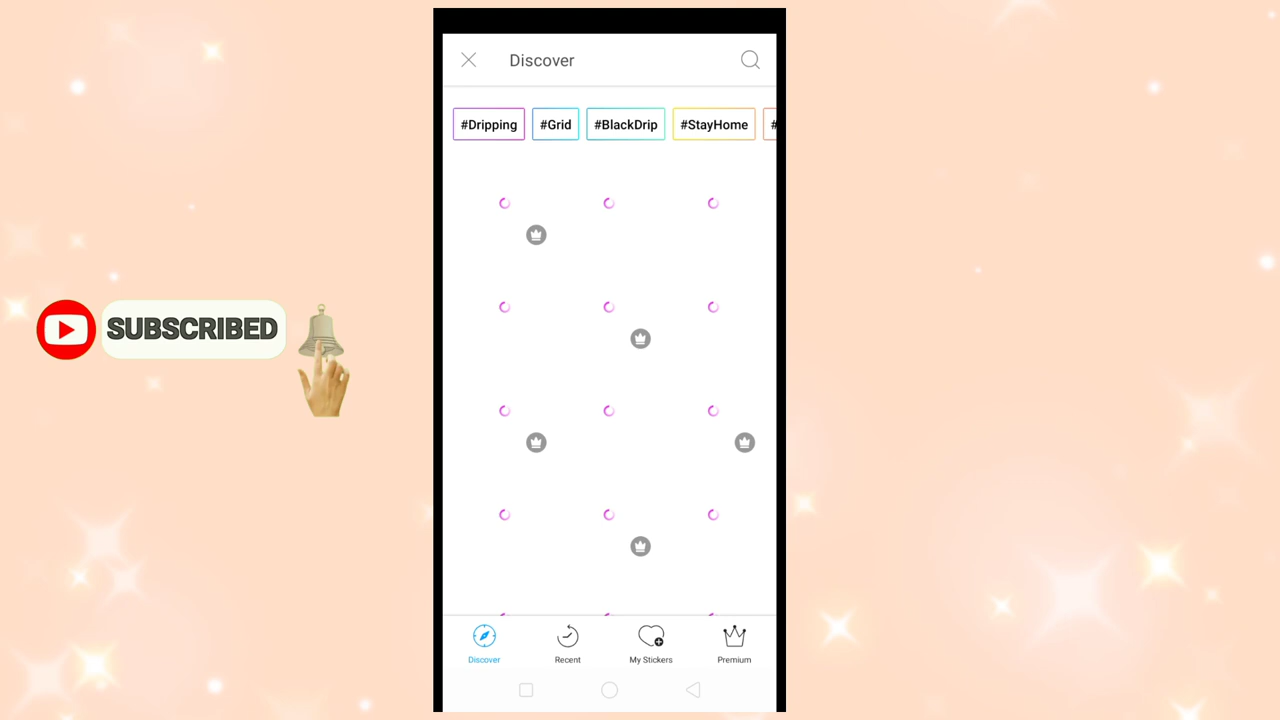 Discover
#Dripping #Grid #BlackDrip #StayHome #
SUBSCRIBED
Discover Recent My Stickers Premium